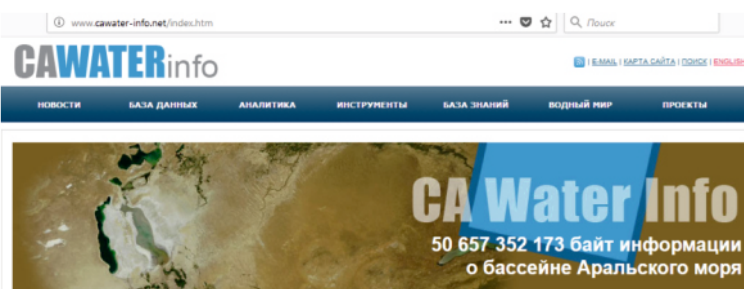 www.cawater-info.net/index.htm ... Поиск
CAWATERinfo
| E-MAIL | КАРТА САЙТА | ПОИСК | ENGLISH
НОВОСТИ БАЗА ДАННЫХ АНАЛИТИКА ИНСТРУМЕНТЫ БАЗА ЗНАНИЙ ВОДНЫЙ МИР ПРОЕКТЫ
CA Water Info
50 657 352 173 байт информации
о бассейне Аральского моря